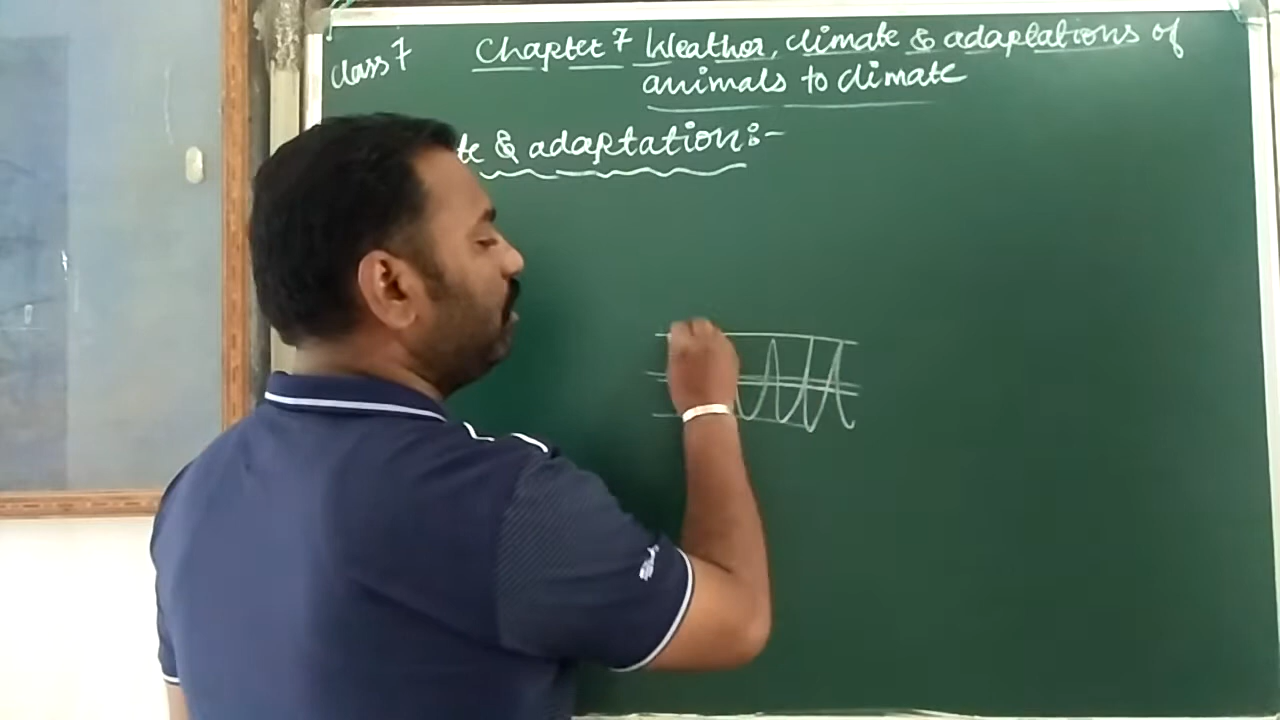 Class 7
Chapter 7 Weather, climate & adaptations of
animals to climate
te & adaptation:-